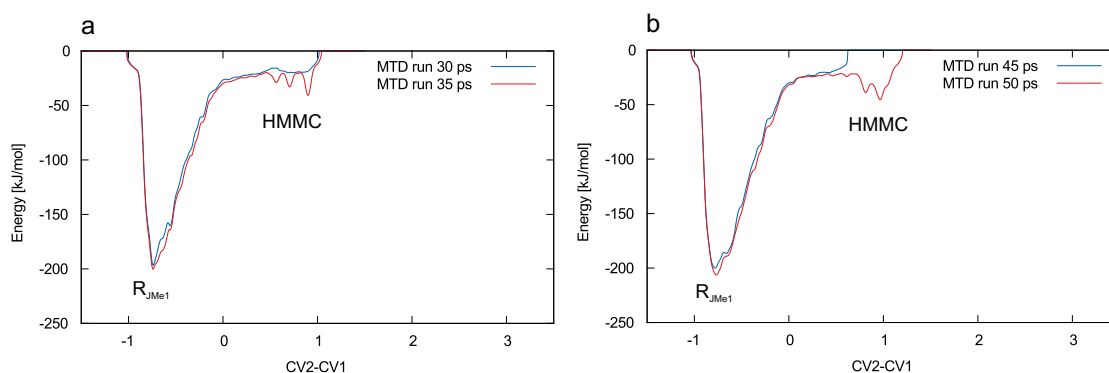 a
0
-50
-100
-150
-200
-250
Energy [kJ/mol]
MTD run 30 ps
MTD run 35 ps
HMMC
R_JMe1
-1 0 1 2 3
CV2-CV1
b
0
-50
-100
-150
-200
-250
Energy [kJ/mol]
MTD run 45 ps
MTD run 50 ps
HMMC
R_JMe1
-1 0 1 2 3
CV2-CV1